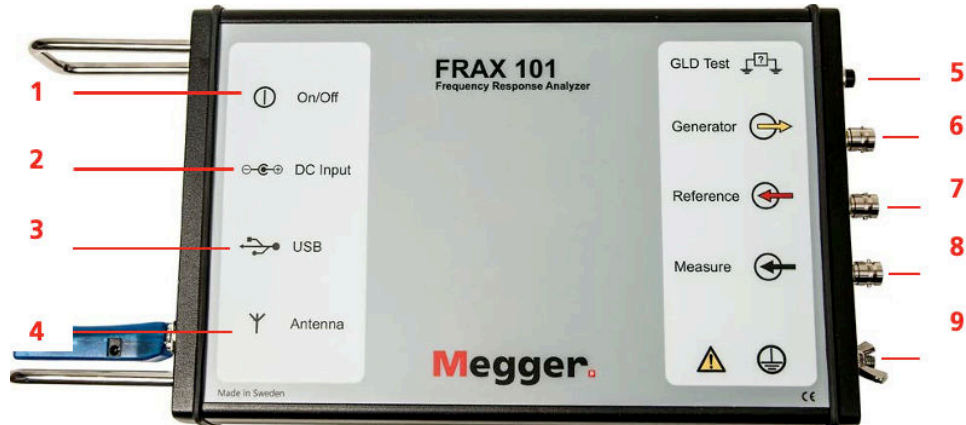 FRAX 101
Frequency Response Analyzer
1
On/Off
2
DC Input
3
USB
4
Antenna
GLD Test
?
5
Generator
6
Reference
7
Measure
8
9
Megger.
Made in Sweden
CE